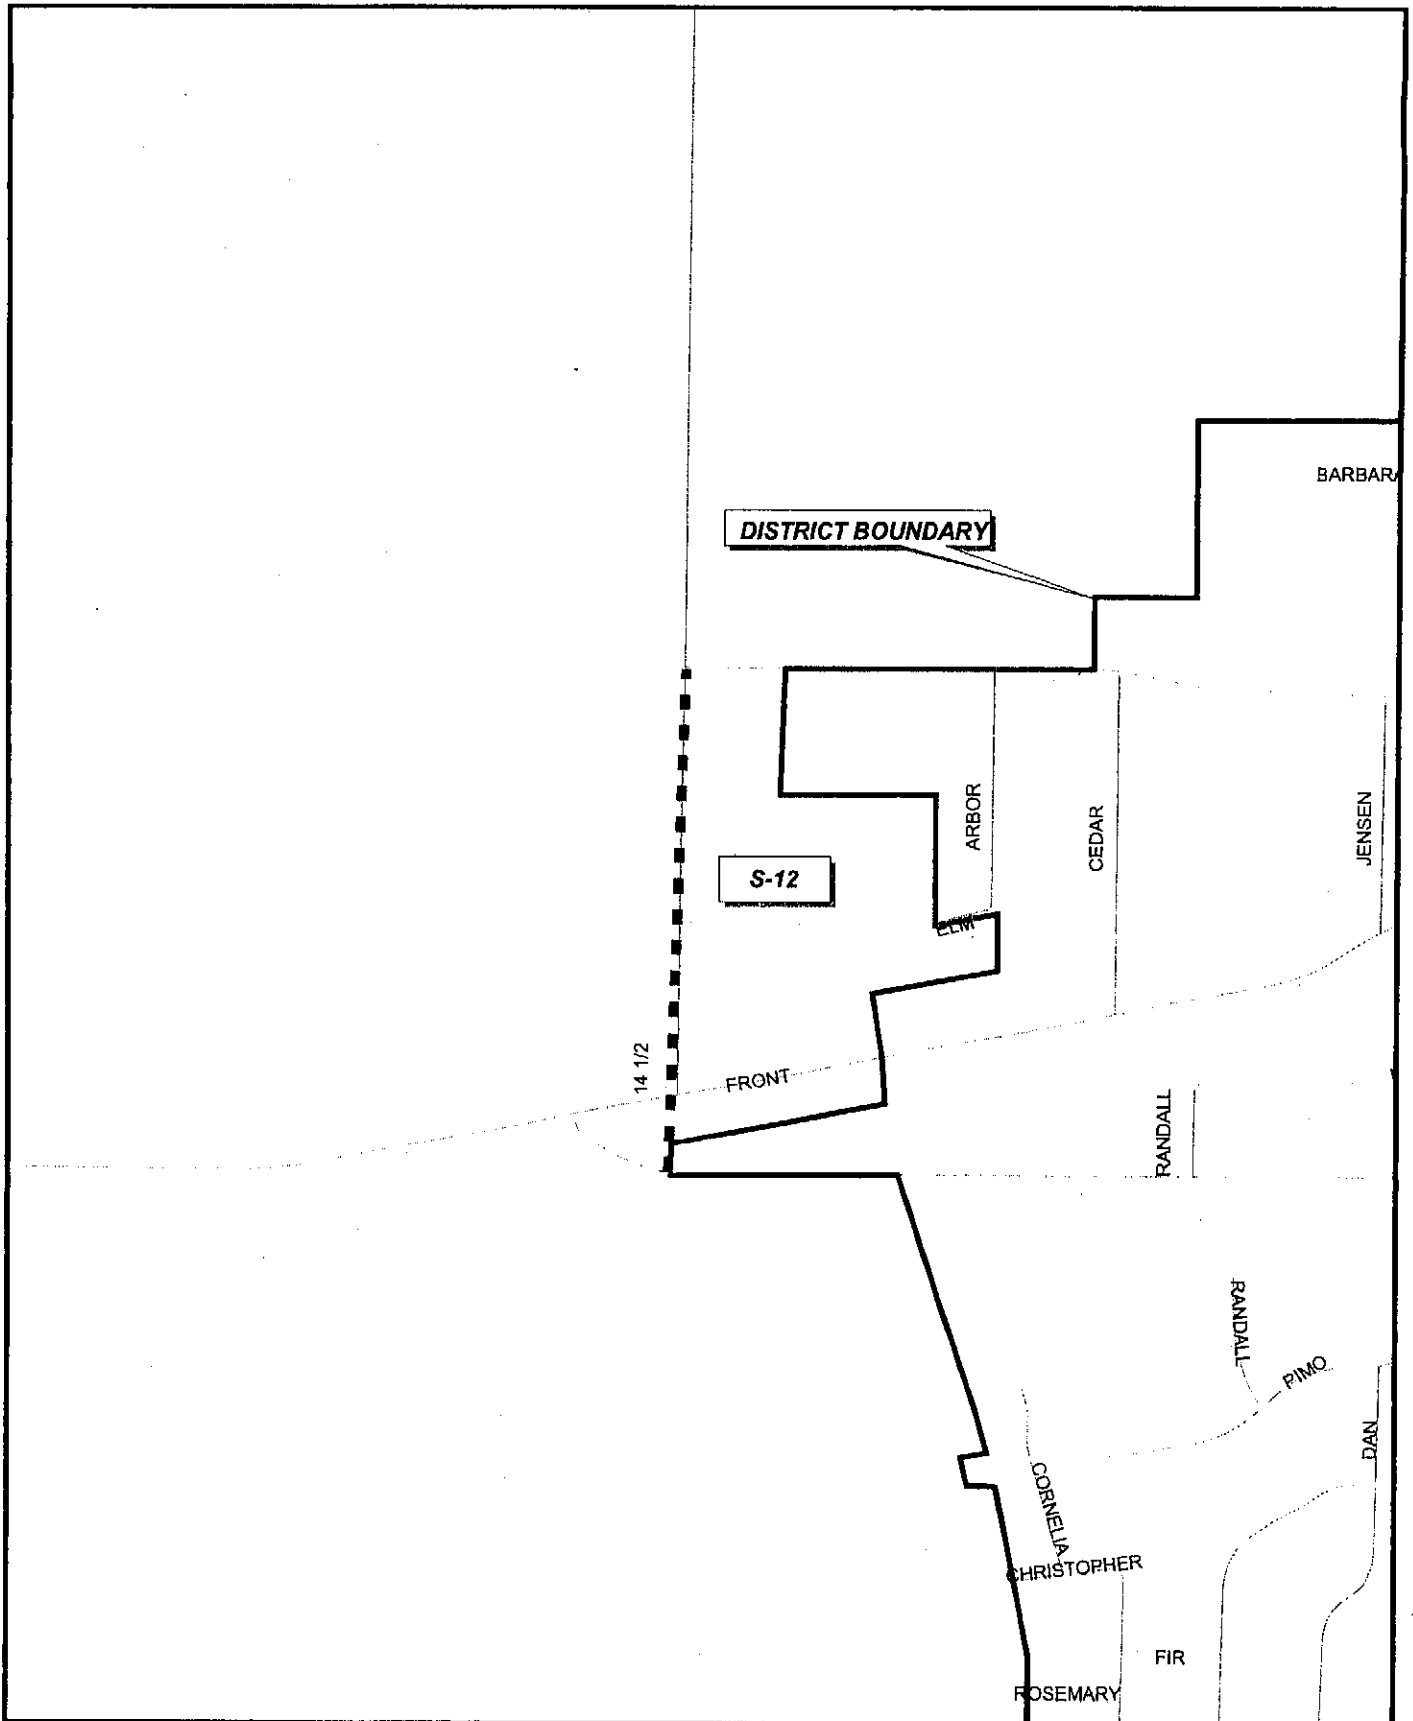 BARBARA
DISTRICT BOUNDARY
ARBOR
CEDAR
JENSEN
S-12
ELM
14 1/2
FRONT
RANDALL
RANDALL
PIMO
DAN
CORNELIA
CHRISTOPHER
FIR
ROSEMARY